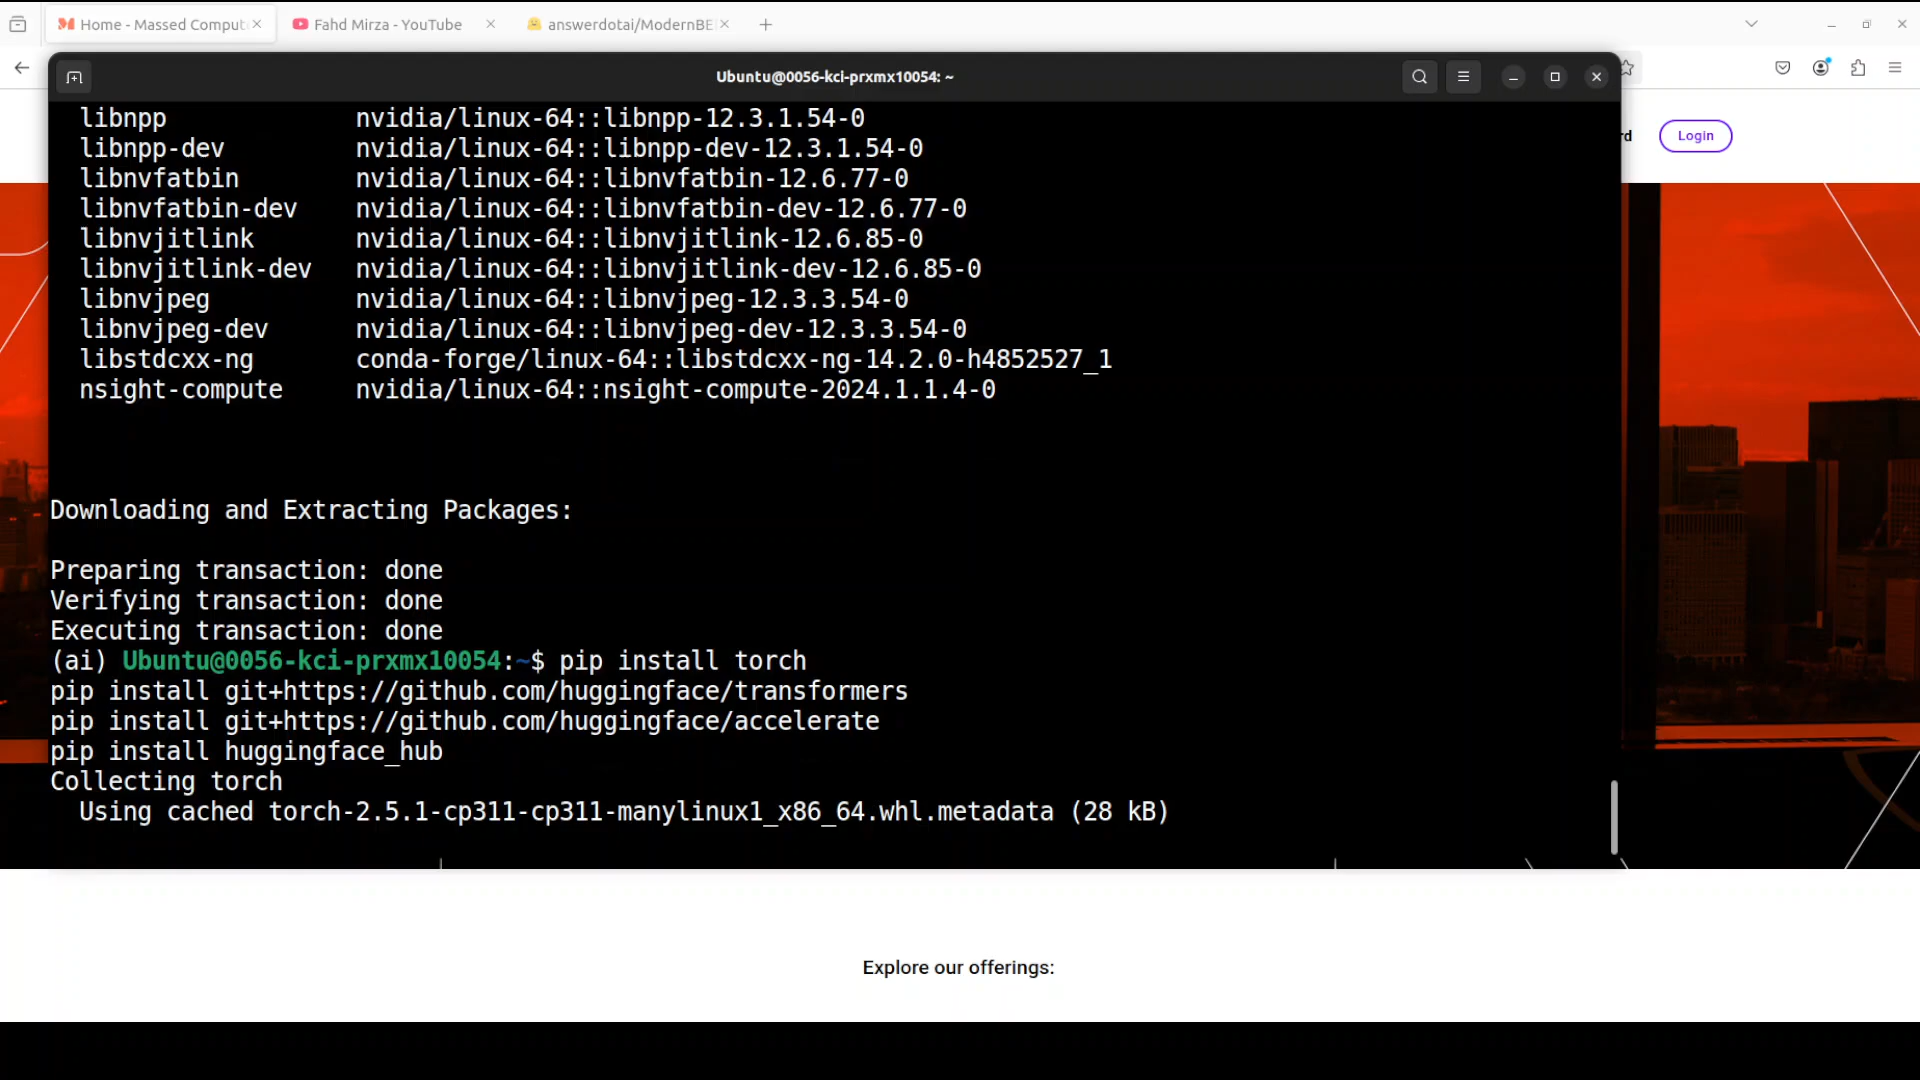 Home - Massed Comput
Fahd Mirza - YouTube
answerdotai/ModernBE
Ubuntu@0056-kci-prxmx10054: ~
rd
Login
libnpp nvidia/linux-64::libnpp-12.3.1.54-0
libnpp-dev nvidia/linux-64::libnpp-dev-12.3.1.54-0
libnvfatbin nvidia/linux-64::libnvfatbin-12.6.77-0
libnvfatbin-dev nvidia/linux-64::libnvfatbin-dev-12.6.77-0
libnvjitlink nvidia/linux-64::libnvjitlink-12.6.85-0
libnvjitlink-dev nvidia/linux-64::libnvjitlink-dev-12.6.85-0
libnvjpeg nvidia/linux-64::libnvjpeg-12.3.3.54-0
libnvjpeg-dev nvidia/linux-64::libnvjpeg-dev-12.3.3.54-0
libstdcxx-ng conda-forge/linux-64::libstdcxx-ng-14.2.0-h4852527_1
nsight-compute nvidia/linux-64::nsight-compute-2024.1.1.4-0
Downloading and Extracting Packages:
Preparing transaction: done
Verifying transaction: done
Executing transaction: done
(ai) Ubuntu@0056-kci-prxmx10054:~$ pip install torch
pip install git+https://github.com/huggingface/transformers
pip install git+https://github.com/huggingface/accelerate
pip install huggingface_hub
Collecting torch
Using cached torch-2.5.1-cp311-cp311-manylinux1_x86_64.whl.metadata (28 kB)
Explore our offerings: